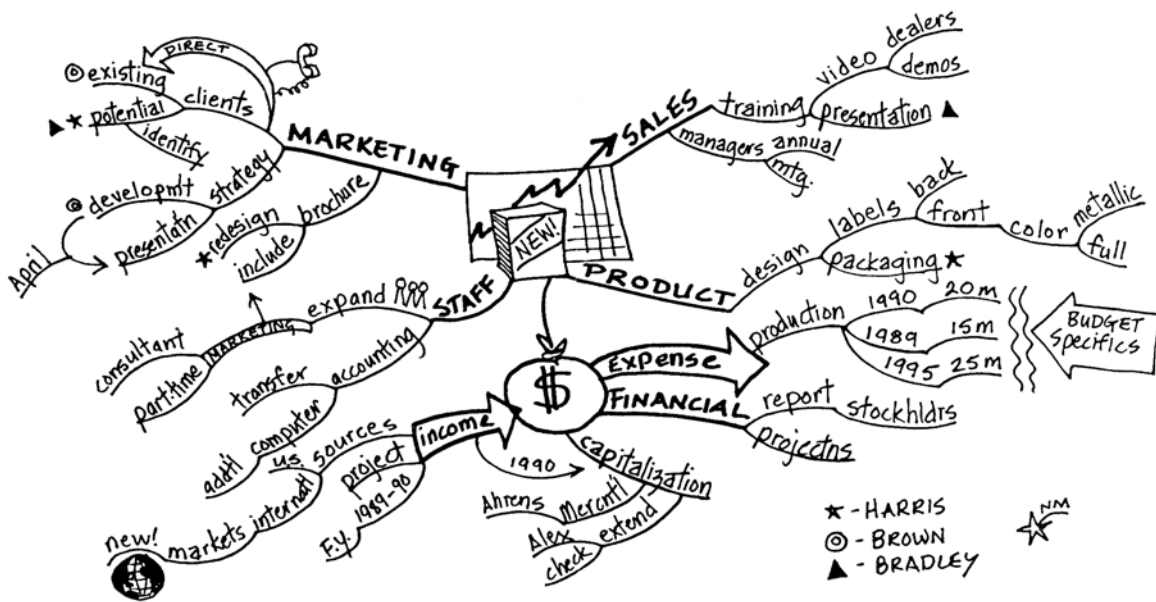 DIRECT
existing
potential
clients
identify
MARKETING
strategy
developm't
presentat'n
April
brochure
redesign
include
SALES
training
video
dealers
demos
presentation
managers
annual
mtg.
NEW!
PRODUCT
design
labels
back
front
color
metallic
full
packaging
production
1990
20m
1989
15m
1995
25m
BUDGET
Specifics
STAFF
expand
MARKETING
consultant
part-time
accounting
transfer
computer
addt'l
$
Expense
FINANCIAL
report
stockhldrs
projectns
income
sources
U.S.
internat'l
markets
new!
project
1989-90
F.Y.
1990
capitalization
Mercnt'l
Ahrens
extend
Alex
check
★ - HARRIS
◎ - BROWN
▲ - BRADLEY
NM